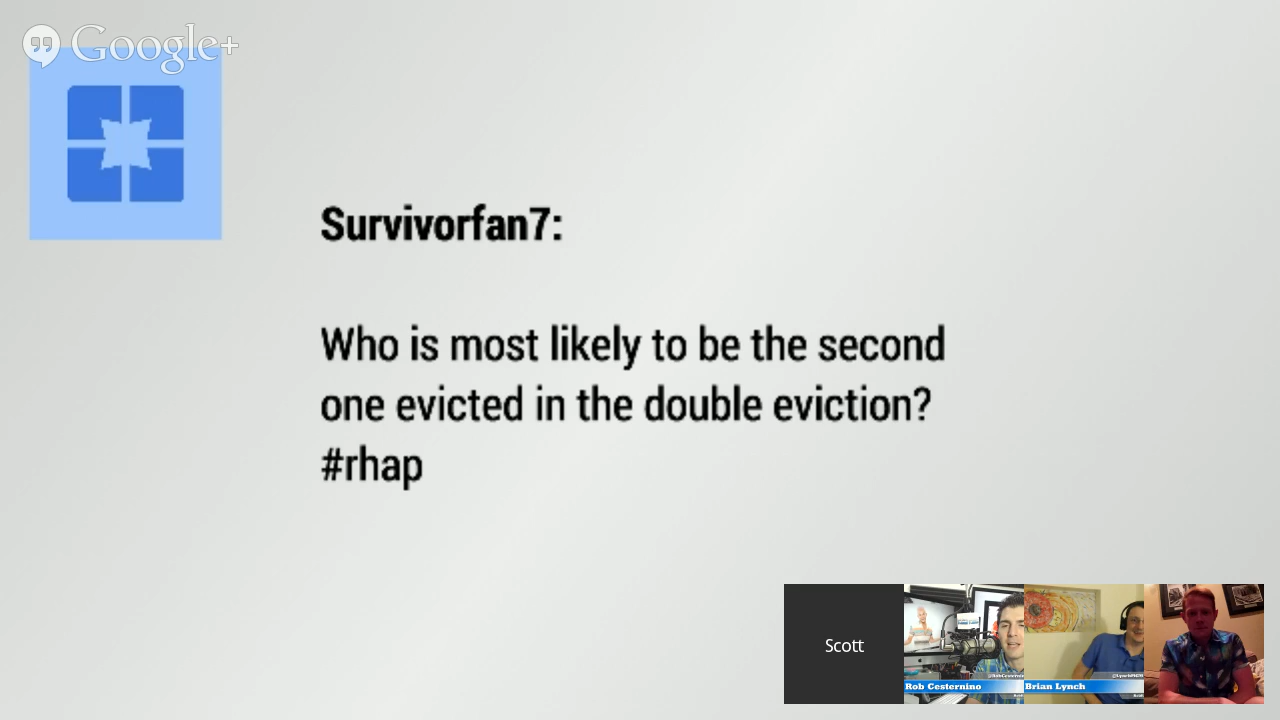 Google+
Survivorfan7:
Who is most likely to be the second
one evicted in the double eviction?
#rhap
Scott
Rob Cesternino
Brian Lynch